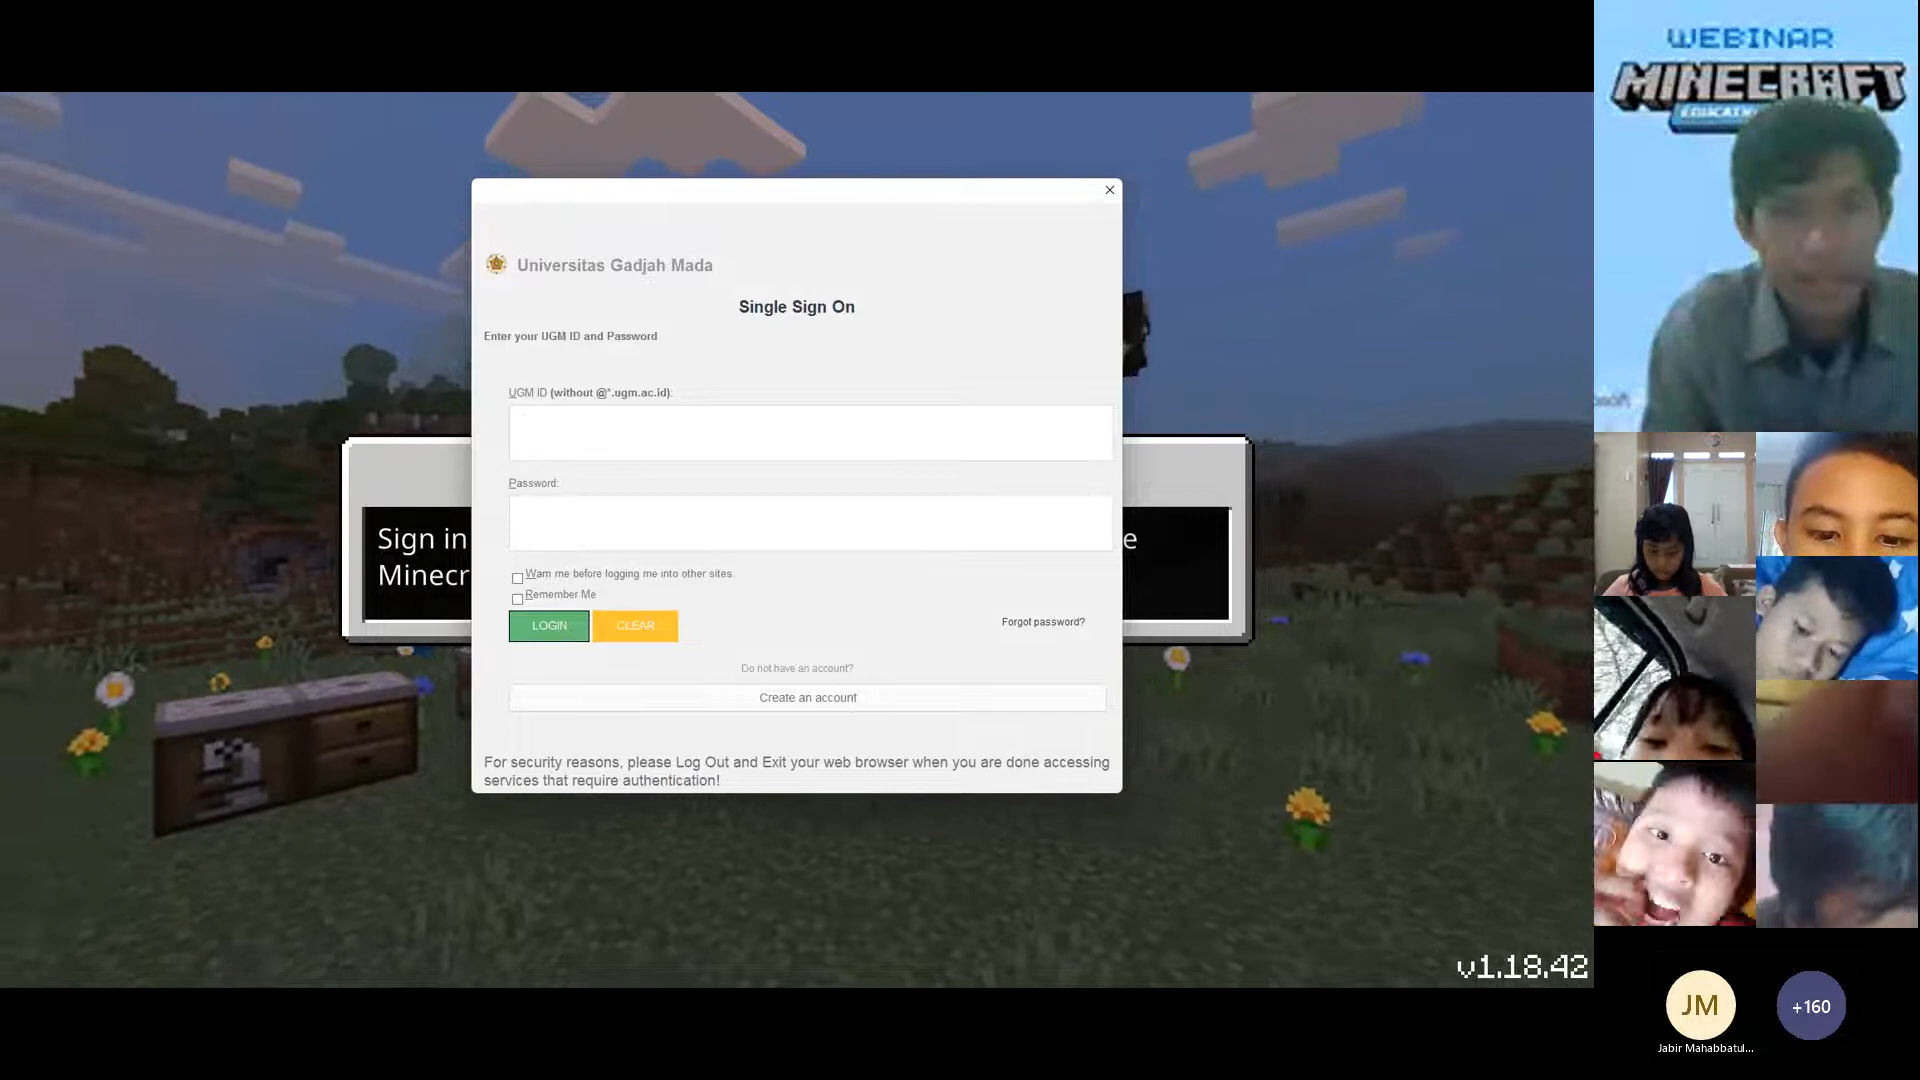 WEBINAR
MINECRAFT
Universitas Gadjah Mada
Single Sign On
Enter your UGM ID and Password
UGM ID (without @*.ugm.ac.id):
Password:
Warn me before logging me into other sites.
Remember Me
LOGIN
CLEAR
Forgot password?
Do not have an account?
Create an account
For security reasons, please Log Out and Exit your web browser when you are done accessing
services that require authentication!
Sign in
Minecr
e
v1.18.42
JM
+160
Jabir Mahabbatul...